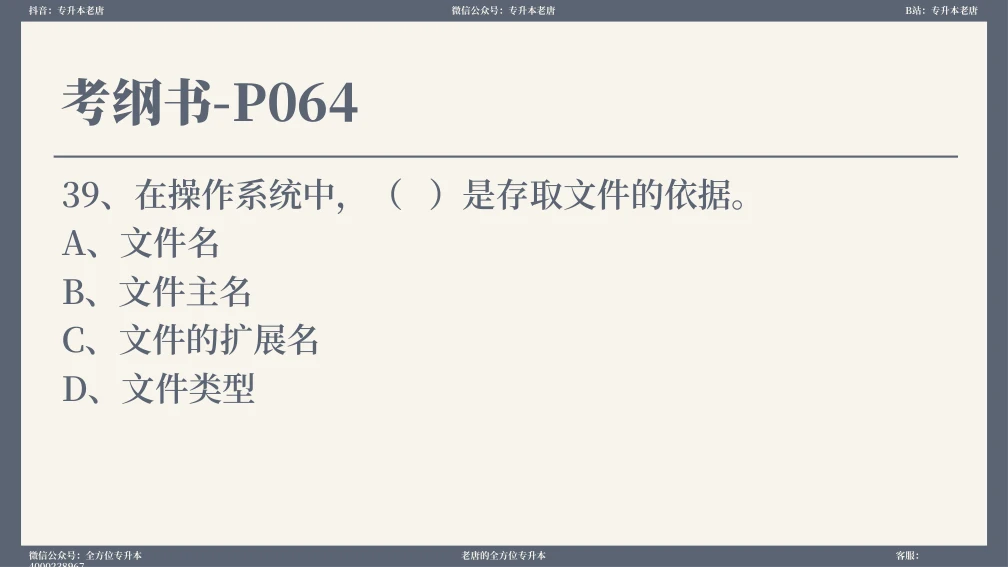 抖音：专升本老唐
微信公众号：专升本老唐
B站：专升本老唐
考纲书-P064
39、在操作系统中，（ ）是存取文件的依据。
A、文件名
B、文件主名
C、文件的扩展名
D、文件类型
微信公众号：全方位专升本
老唐的全方位专升本
客服：
4000238967